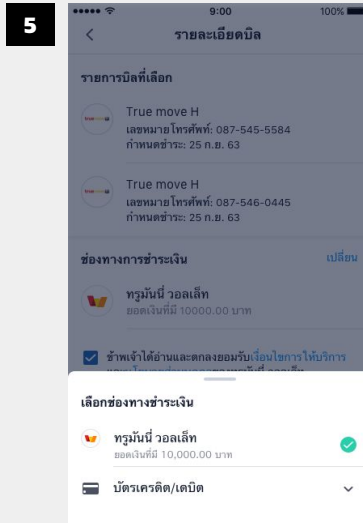 5
9:00
100%
รายละเอียดบิล
รายการบิลที่เลือก
True move H
เลขหมายโทรศัพท์: 087-545-5584
กำหนดชำระ: 25 ก.ย. 63
True move H
เลขหมายโทรศัพท์: 087-546-0445
กำหนดชำระ: 25 ก.ย. 63
ช่องทางการชำระเงิน
เปลี่ยน
ทรูมันนี่ วอลเล็ท
ยอดเงินที่มี 10000.00 บาท
ข้าพเจ้าได้อ่านและตกลงยอมรับเงื่อนไขการให้บริการ
เลือกช่องทางชำระเงิน
ทรูมันนี่ วอลเล็ท
ยอดเงินที่มี 10,000.00 บาท
บัตรเครดิต/เดบิต